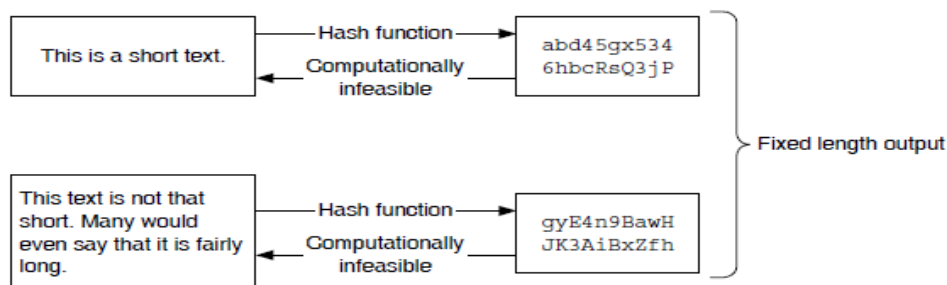 This is a short text.
Hash function
Computationally
infeasible
abd45gx534
6hbcRsQ3jP
Fixed length output
This text is not that
short. Many would
even say that it is fairly
long.
Hash function
Computationally
infeasible
gyE4n9BawH
JK3AiBxZfh